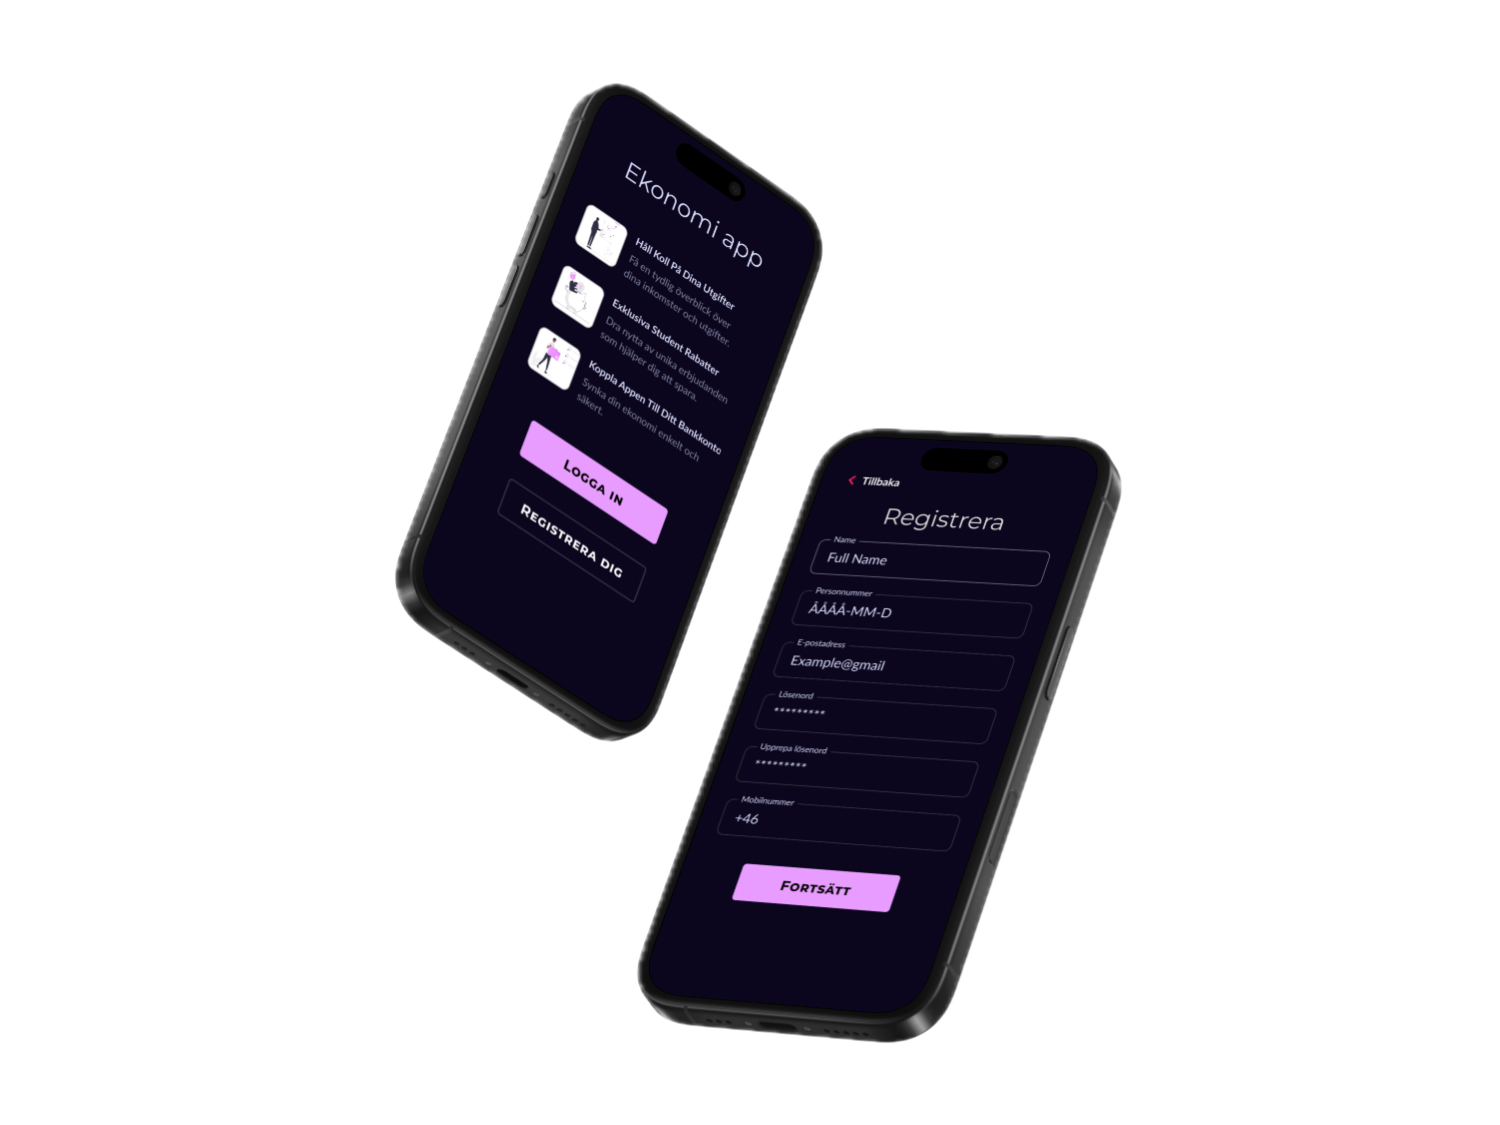 Ekonomi app
Håll Koll På Dina Utgifter
Få en tydlig överblick över
dina inkomster och utgifter.
Exklusiva Student Rabatter
Dra nytta av unika erbjudanden
som hjälper dig att spara.
Koppla Appen Till Ditt Bankkonto
Synka din ekonomi enkelt och
säkert.
LOGGA IN
REGISTRERA DIG
Tillbaka
Registrera
Name
Full Name
Personnummer
ÅÅÅÅ-MM-D
E-postadress
Example@gmail
Lösenord
*********
Upprepa lösenord
*********
Mobilnummer
+46
FORTSÄTT